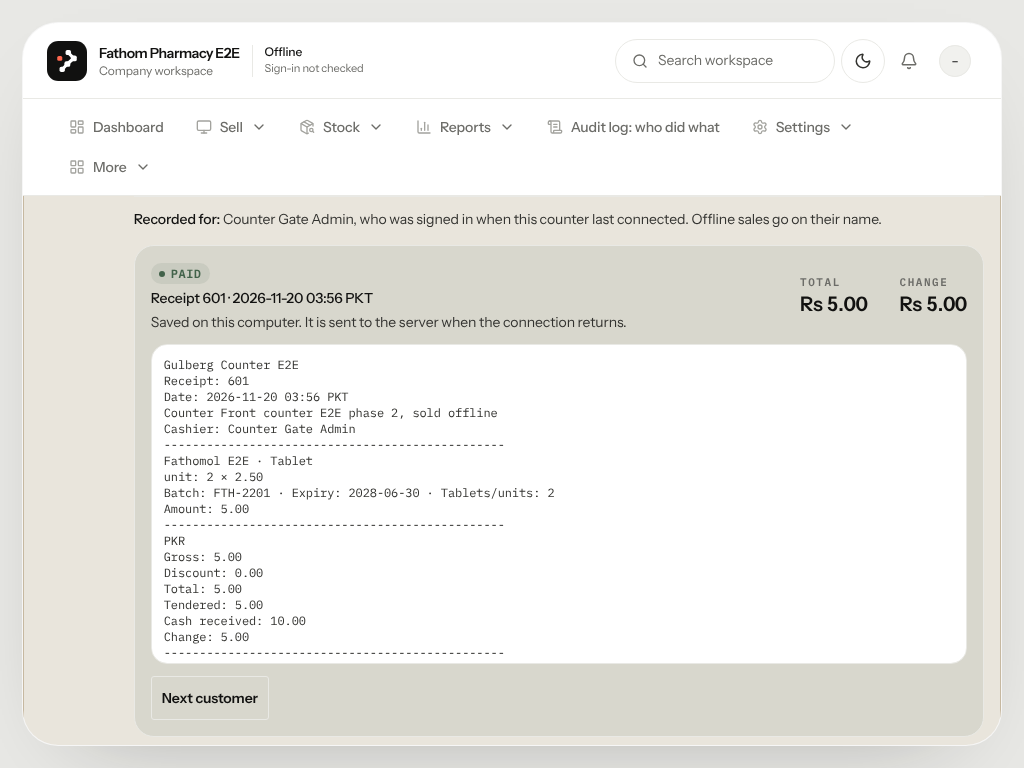 Fathom Pharmacy E2E
Company workspace
Offline
Sign-in not checked
Search workspace
-
Dashboard
Sell
Stock
Reports
Audit log: who did what
Settings
More
Recorded for: Counter Gate Admin, who was signed in when this counter last connected. Offline sales go on their name.
PAID
Receipt 601 · 2026-11-20 03:56 PKT
Saved on this computer. It is sent to the server when the connection returns.
TOTAL
Rs 5.00
CHANGE
Rs 5.00
Gulberg Counter E2E
Receipt: 601
Date: 2026-11-20 03:56 PKT
Counter Front counter E2E phase 2, sold offline
Cashier: Counter Gate Admin
------------------------------------------------
Fathomol E2E · Tablet
unit: 2 × 2.50
Batch: FTH-2201 · Expiry: 2028-06-30 · Tablets/units: 2
Amount: 5.00
------------------------------------------------
PKR
Gross: 5.00
Discount: 0.00
Total: 5.00
Tendered: 5.00
Cash received: 10.00
Change: 5.00
------------------------------------------------
Next customer